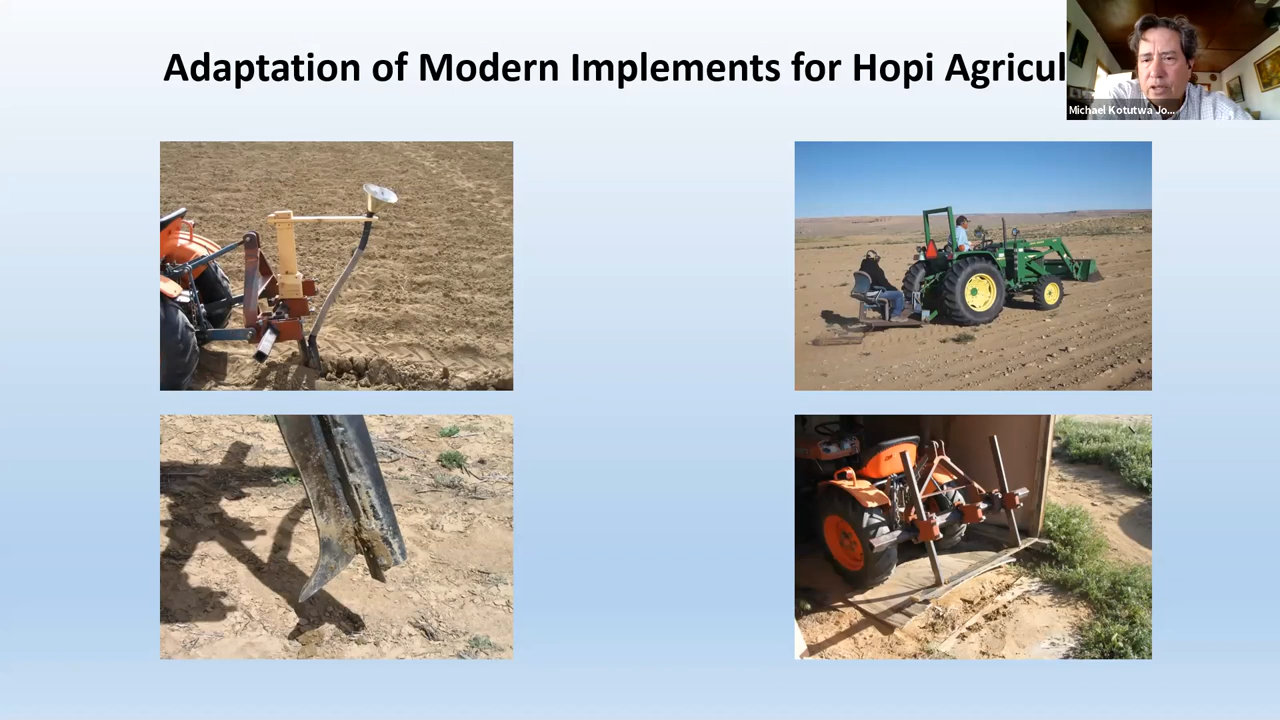 Adaptation of Modern Implements for Hopi Agricul
Michael Kotutwa Jo...